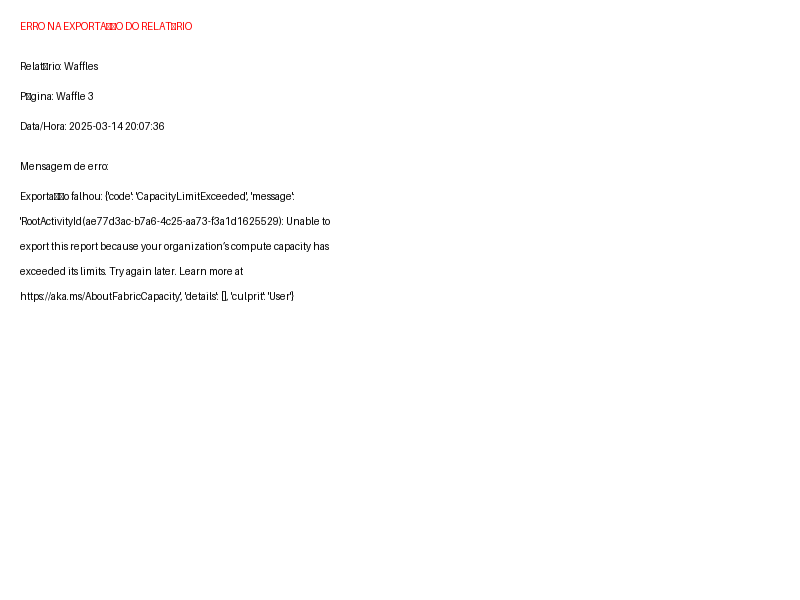 ERRO NA EXPORTA▯▯O DO RELAT▯RIO
Relat▯rio: Waffles
P▯gina: Waffle 3
Data/Hora: 2025-03-14 20:07:36
Mensagem de erro:
Exporta▯▯o falhou: {'code': 'CapacityLimitExceeded', 'message':
'RootActivityId(ae77d3ac-b7a6-4c25-aa73-f3a1d1625529): Unable to
export this report because your organization’s compute capacity has
exceeded its limits. Try again later. Learn more at
https://aka.ms/AboutFabricCapacity', 'details': [], 'culprit': 'User'}